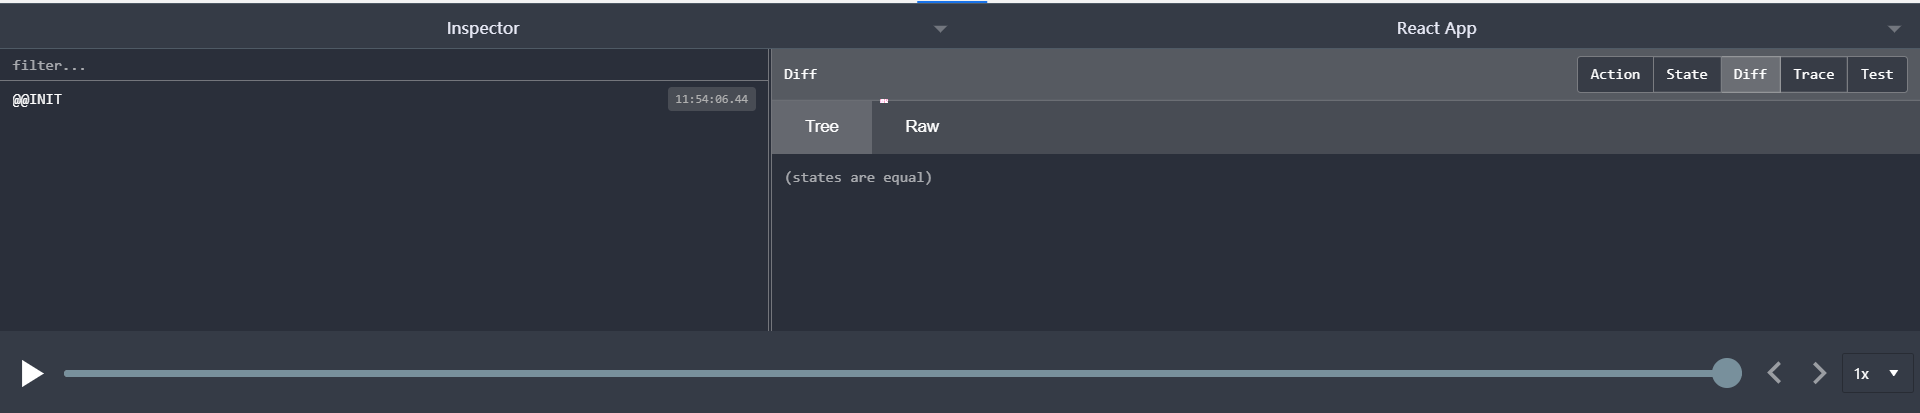 Inspector
React App
filter...
@@INIT
11:54:06.44
Diff
Action State Diff Trace Test
Tree Raw
(states are equal)
1x